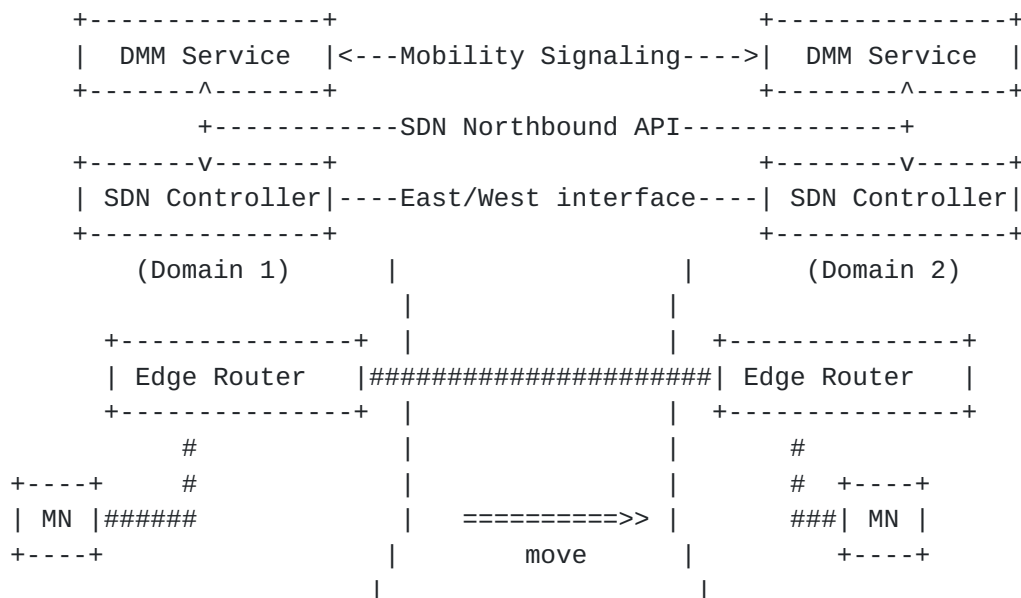 +---------------+                           +---------------+
|  DMM Service  |<---Mobility Signaling---->|  DMM Service  |
+-------^-------+                           +--------^------+
+------------SDN Northbound API--------------+
+-------v-------+                           +--------v------+
| SDN Controller|----East/West interface----| SDN Controller|
+---------------+                           +---------------+
(Domain 1)      |                  |       (Domain 2)
|                |
+---------------+  |                |  +---------------+
| Edge Router   |######################| Edge Router   |
+---------------+  |                |  +---------------+
#             |                |       #
+----+     #             |                |       #  +----+
| MN |######             |   ==========>> |       ###| MN |
+----+                  |        move      |         +----+
|                    |